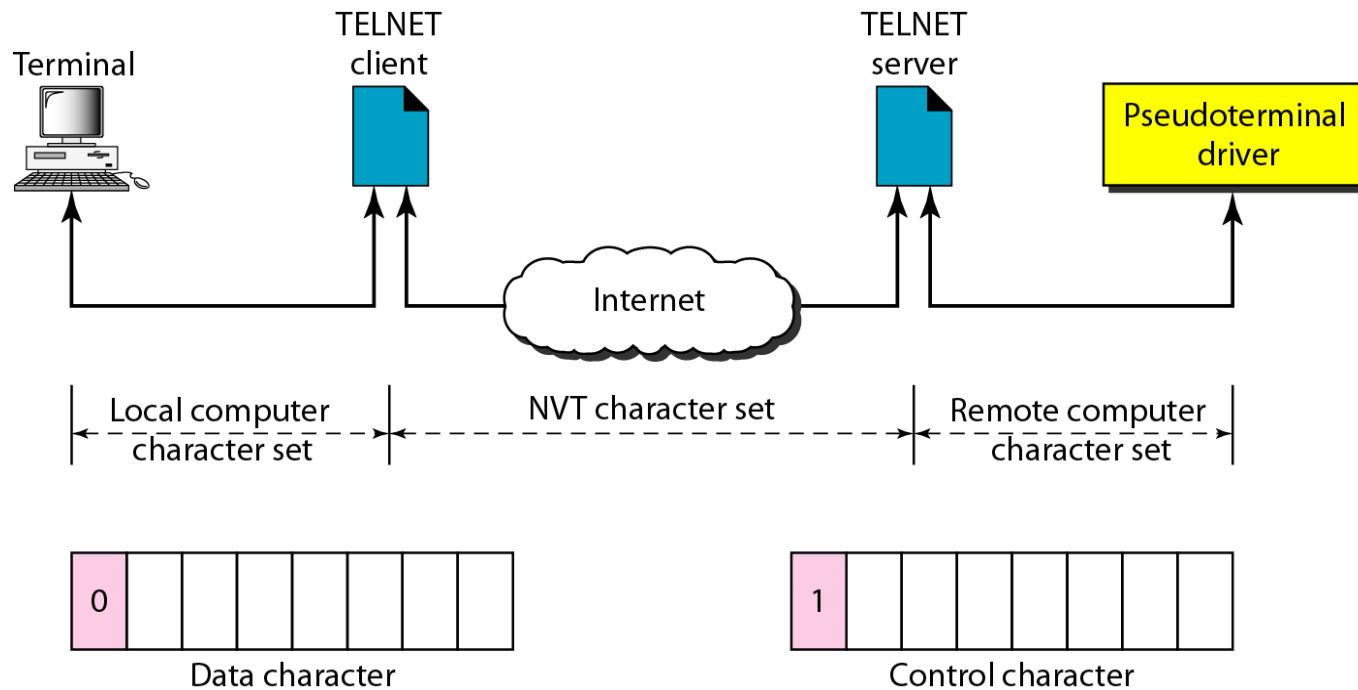 TELNET
client
TELNET
server
Terminal
Pseudoterminal
driver
Internet
Local computer
character set
NVT character set
Remote computer
character set
0
1
Data character
Control character